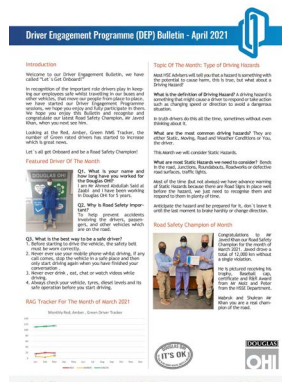 Driver Engagement Programme (DEP) Bulletin - April 2021
Introduction
Welcome to our Driver Engagement Bulletin, we have
called "Let´s Get Onboard!"
In recognition of the important role drivers play in keep-
ing our employees safe whilst travelling in our buses and
other vehicles, that move our people from place to place,
we have started our Driver Engagement Programme
sessions, we hope you enjoy and fully participate in them.
We hope you enjoy this Bulletin and recognise and
congratulate our latest Road Safety Champion, Mr Javed
Khan, when you next see him.
Looking at the Red, Amber, Green RWL Tracker, the
number of Green rated drivers has started to increase
which is great news.
Let´s all get Onboard and be a Road Safety Champion!
Featured Driver Of The Month
Q1. What is your name and
how long have you worked for
the Douglas OHI?
I am Mr Ahmed Abdullah Said al
Zaabi and I have been working
in Douglas OHI for 5 years.
Q2. Why is Road Safety Impor-
tant?
To help prevent accidents
involving the drivers, passen-
gers, and other vehicles which
are on the road.
Q3. What is the best way to be a safe driver?
1. Before starting to drive the vehicle, the safety belt
must be worn correctly.
2. Never ever use your mobile phone whilst driving, if any
call comes, stop the vehicle in a safe place and then
only start driving again when you have finished your
conversation.
3. Never ever drink, eat, chat or watch videos while
driving.
4. Always check your vehicle, tyres, diesel levels and its
safe operation before you start driving.
RAG Tracker For The Month of March 2021
Monthly Red, Amber, Green Driver Tracker
Topic Of The Month: Type of Driving Hazards
Most HSE Advisers will tell you that a hazard is something with
the potential to cause harm, this is true, but what about a
Driving Hazard?
What is the definition of Driving Hazard? A driving hazard is
something that might cause a driver to respond or take action
such as changing speed or direction to avoid a dangerous
situation.
In truth drivers do this all the time, sometimes without even
thinking about it.
What are the most common driving hazards? They are
either Static, Moving, Road and Weather Conditions or You,
the driver.
This Month we will consider Static Hazards.
What are most Static Hazards we need to consider? Bends
in the road, Junctions, Roundabouts, Roadworks or defective
road surfaces, traffic lights.
Most of the time (but not always) we have advance warning
of Static Hazards because there are Road Signs in place well
before the hazard, we just need to recognise them and
respond to them in plenty of time.
Anticipate the hazard and be prepared for it, don´t leave it
until the last moment to brake harshly or change direction.
Road Safety Champion of Month
Congratulations to Mr
Javed Khan our Road Safety
Champion for the month of
March 2021. Javed drove a
total of 12,000 km without
a single violation.
He is pictured receiving his
trophy, Baseball cap,
certificate and R&R Award
from Mr Matz and Peter
from the HSSE Department.
Mabrook and Shukran Mr
Khan you are a real cham-
pion of the road.
IT'S OK
DOUGLAS
OHI